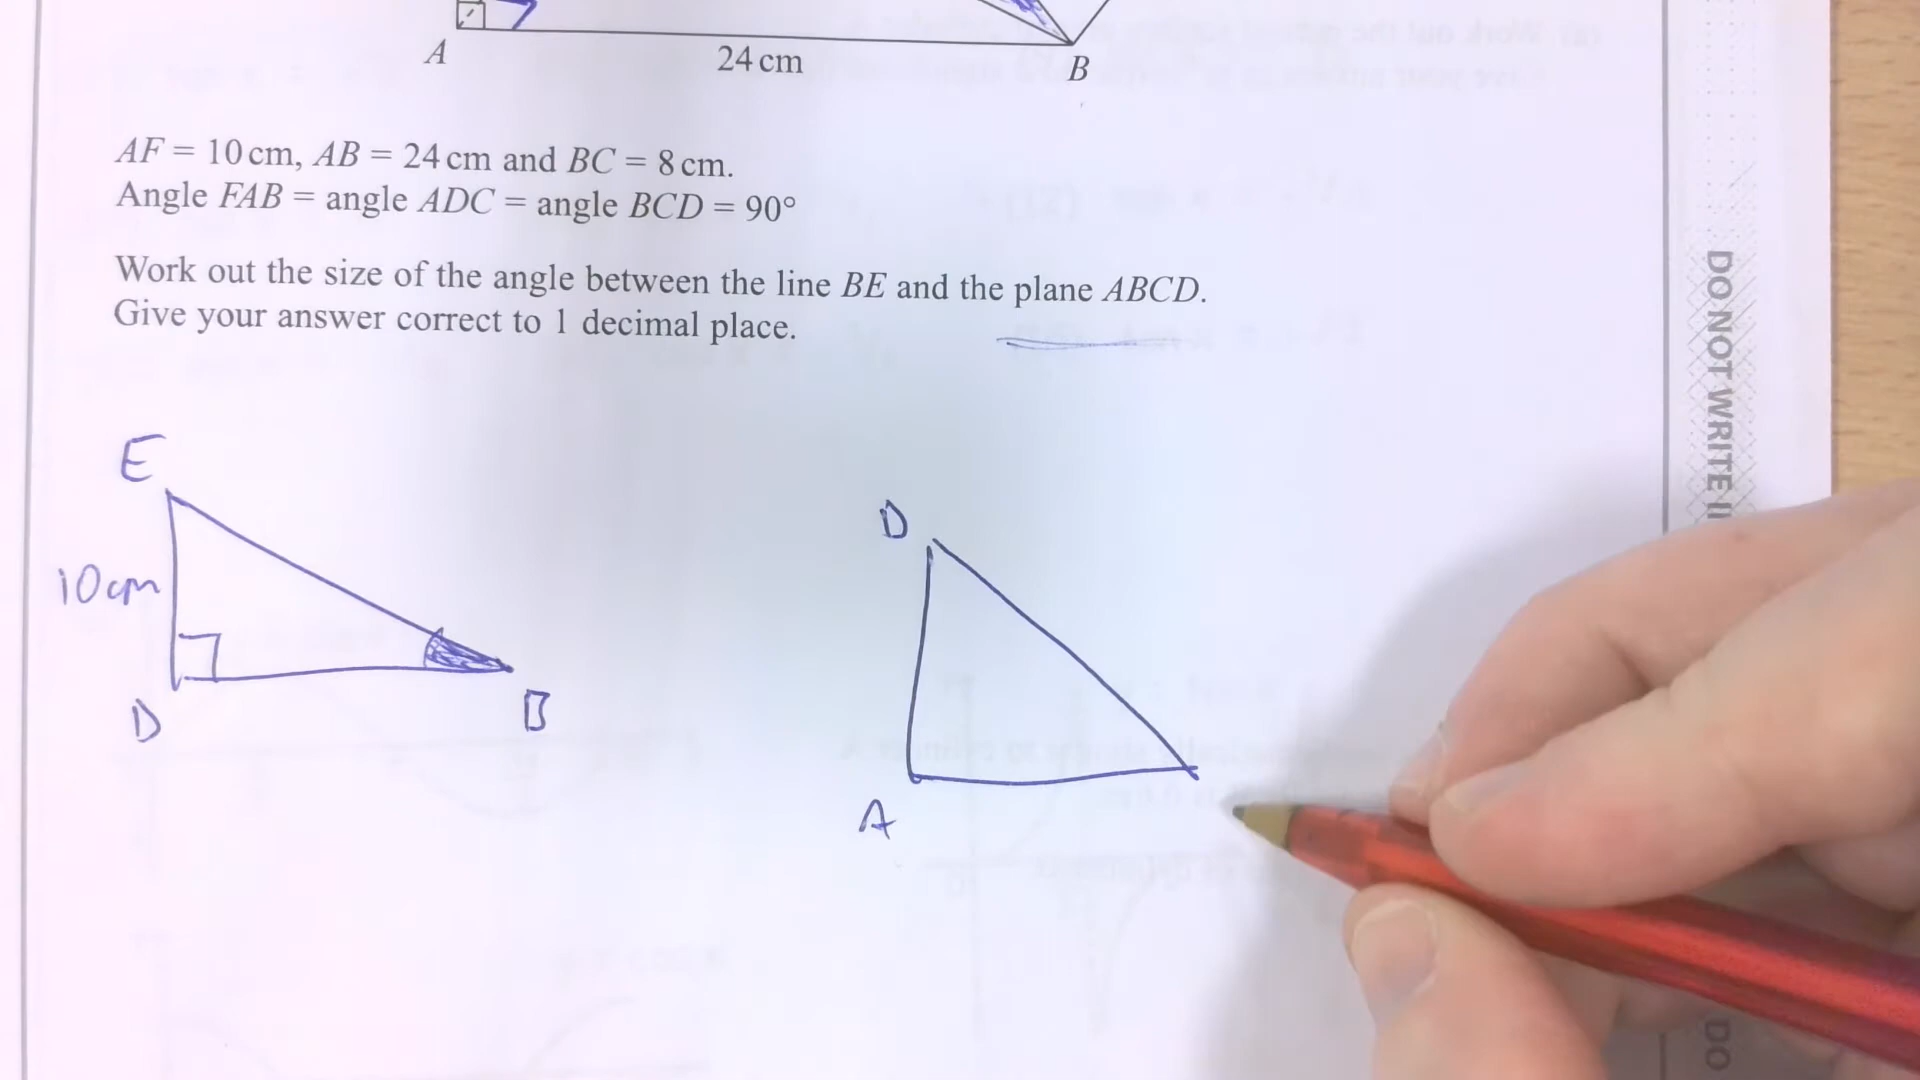 A
24 cm
B
AF = 10 cm, AB = 24 cm and BC = 8 cm.
Angle FAB = angle ADC = angle BCD = 90°
Work out the size of the angle between the line BE and the plane ABCD.
Give your answer correct to 1 decimal place.
E
10cm
D
B
D
A
DO NOT WRITE I
DO